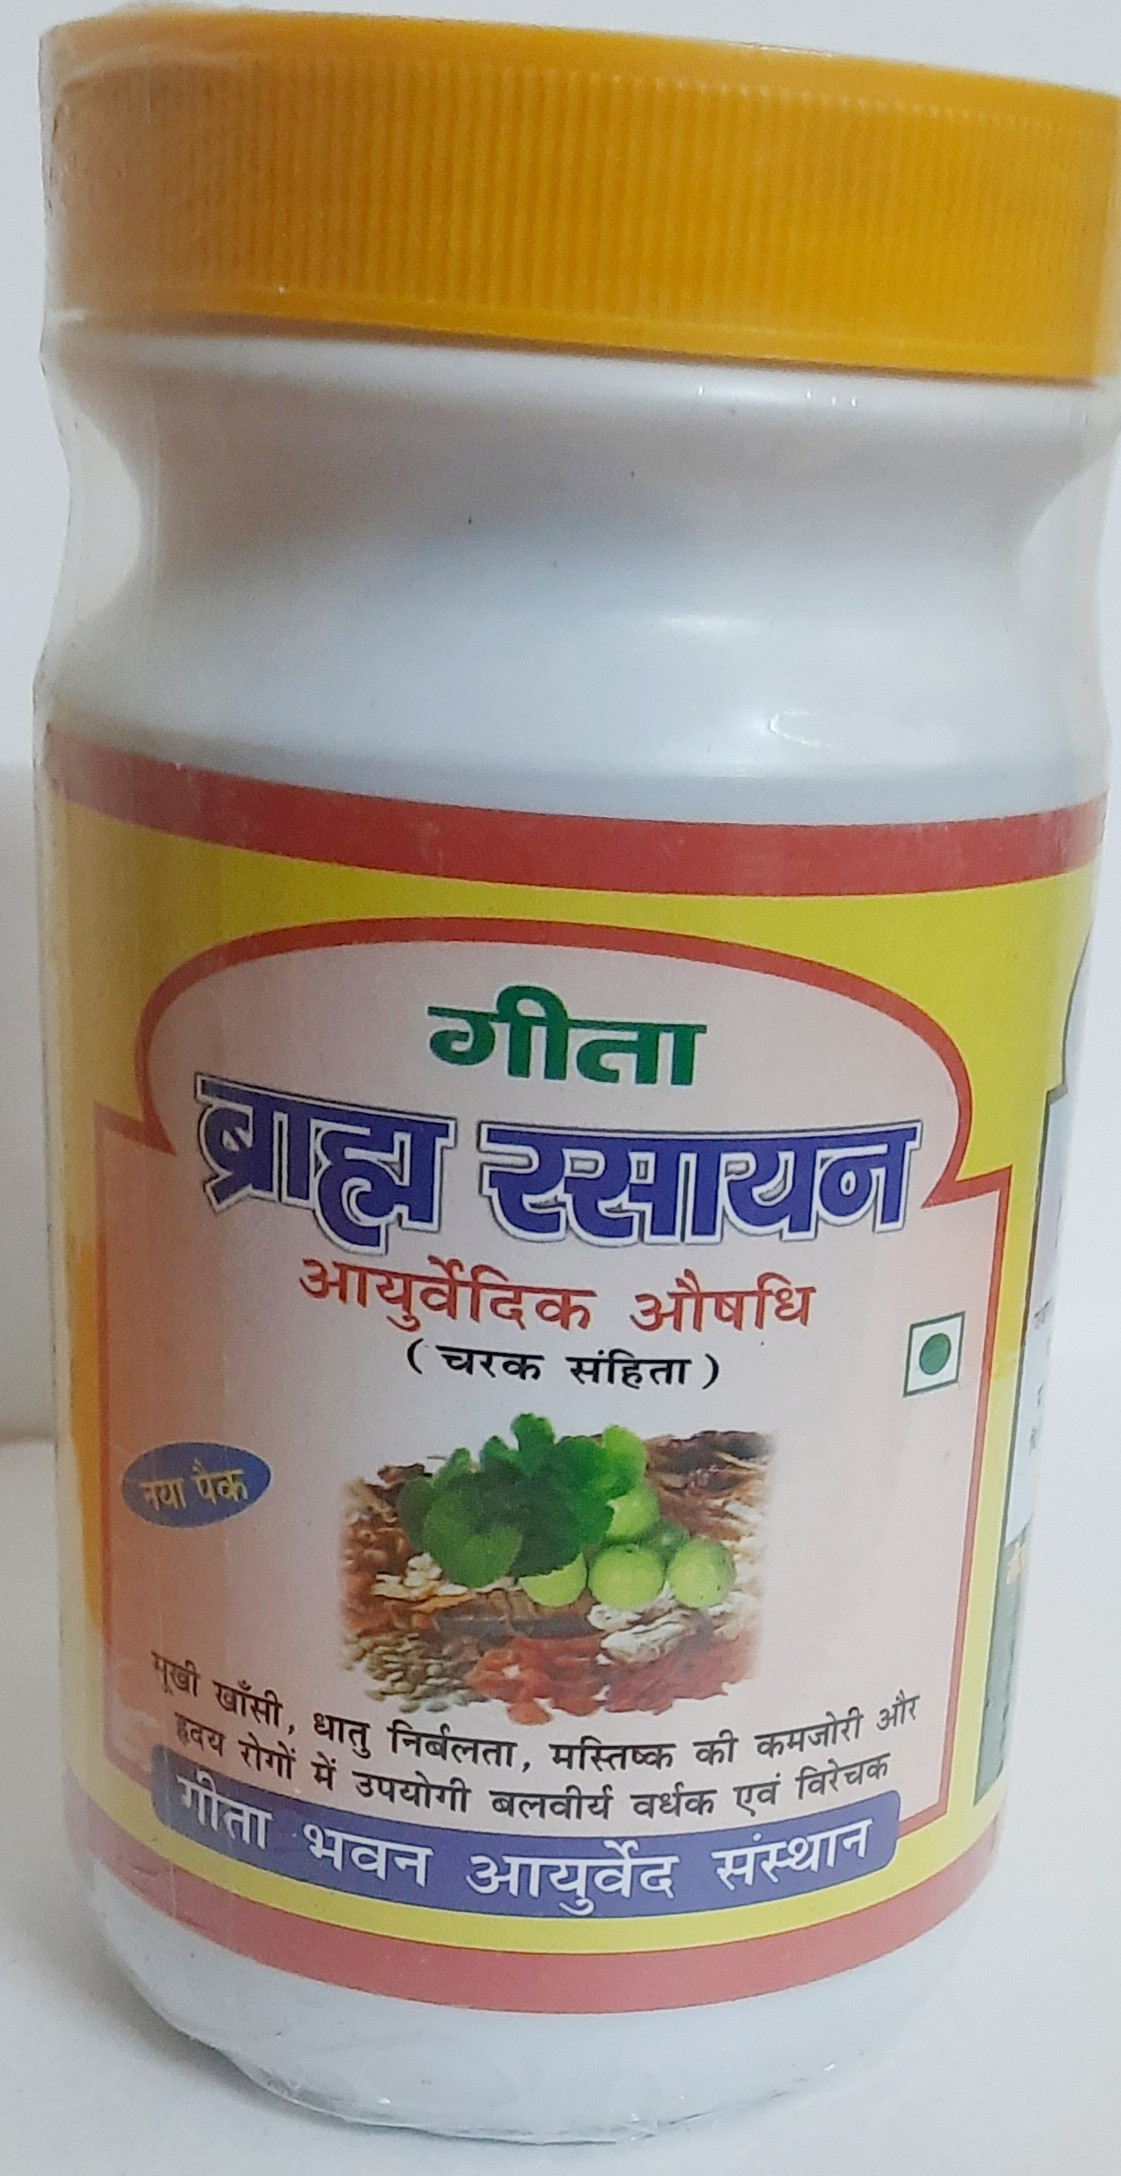 गीता
ब्राह्म रसायन
आयुर्वेदिक औषधि
( चरक संहिता )
नया पैक
सूखी खाँसी, धातु निर्बलता, मस्तिष्क की कमजोरी और
हृदय रोगों में उपयोगी बलवीर्य वर्धक एवं विरेचक
गीता भवन आयुर्वेद संस्थान